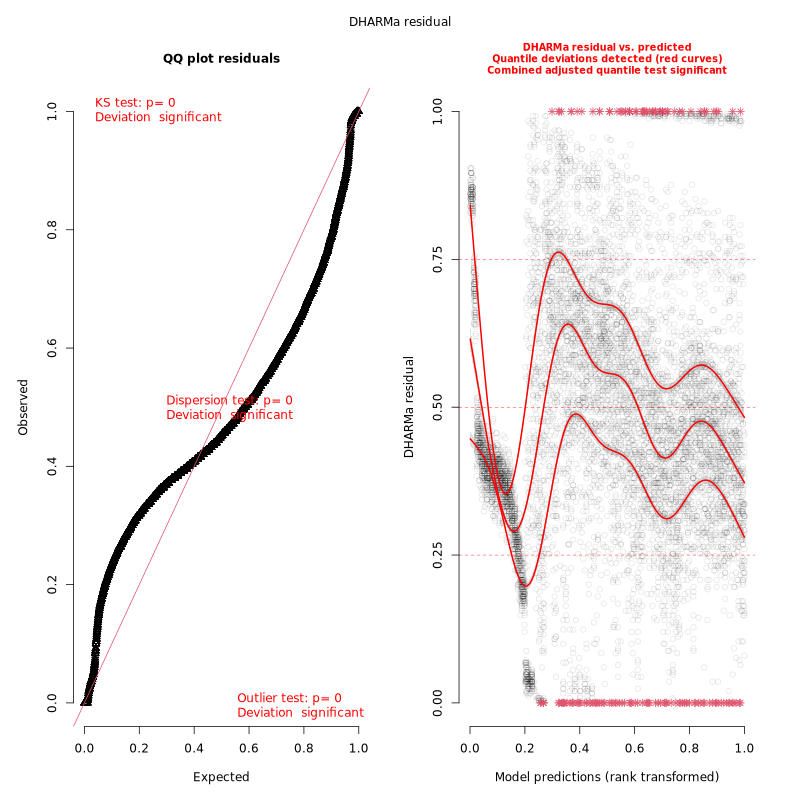 DHARMa residual
QQ plot residuals
KS test: p= 0
Deviation  significant
Dispersion test: p= 0
Deviation  significant
Outlier test: p= 0
Deviation  significant
1.0
0.8
0.6
0.4
0.2
0.0
Observed
0.0 0.2 0.4 0.6 0.8 1.0
Expected
DHARMa residual vs. predicted
Quantile deviations detected (red curves)
Combined adjusted quantile test significant
1.00
0.75
0.50
0.25
0.00
DHARMa residual
0.0 0.2 0.4 0.6 0.8 1.0
Model predictions (rank transformed)